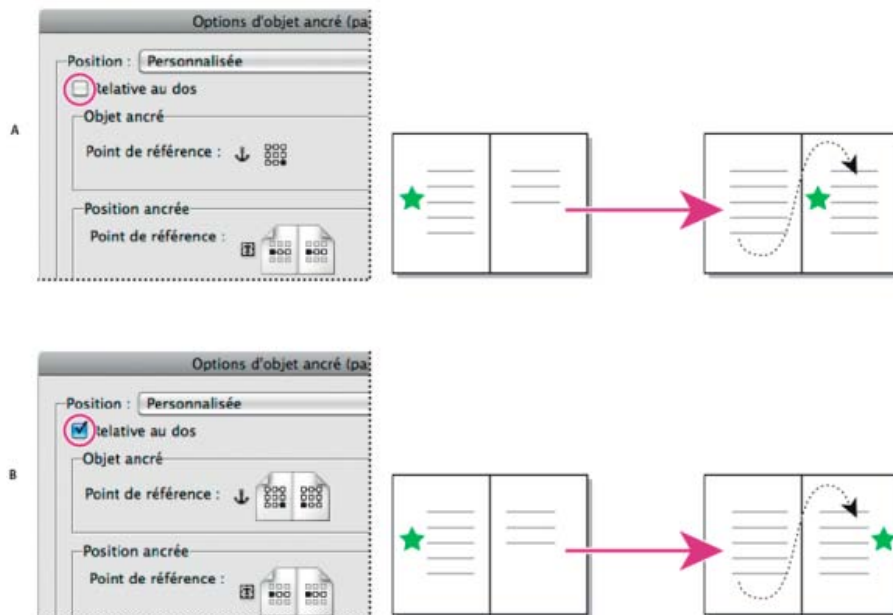 Options d'objet ancré (pa
Position : Personnalisée
Relative au dos
Objet ancré
A
Point de référence :
Position ancrée
Point de référence :
Options d'objet ancré (pa
Position : Personnalisée
Relative au dos
Objet ancré
B
Point de référence :
Position ancrée
Point de référence :